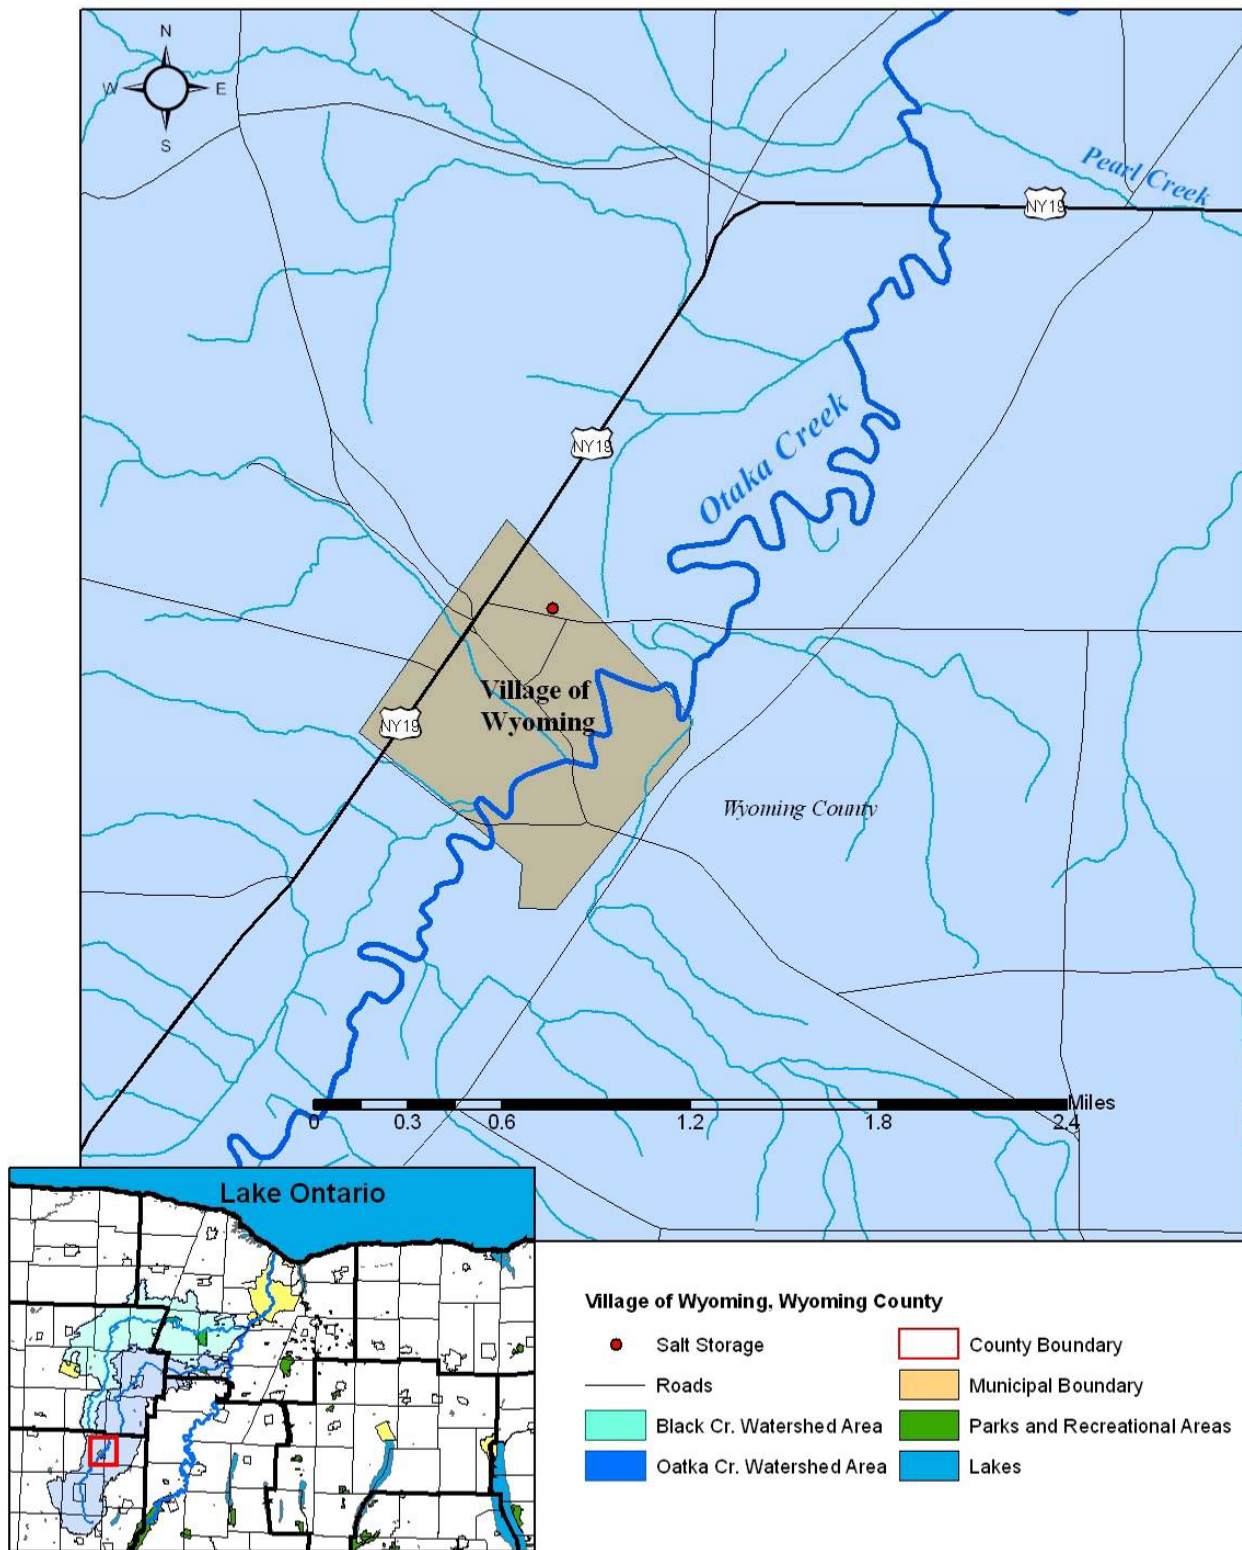 N
W E
S
Pearl Creek
NY19
NY19
Otaka Creek
Village of
Wyoming
NY19
Wyoming County
Miles
0 0.3 0.6 1.2 1.8 2.4
Lake Ontario
Village of Wyoming, Wyoming County
Salt Storage
County Boundary
Roads
Municipal Boundary
Black Cr. Watershed Area
Parks and Recreational Areas
Oatka Cr. Watershed Area
Lakes